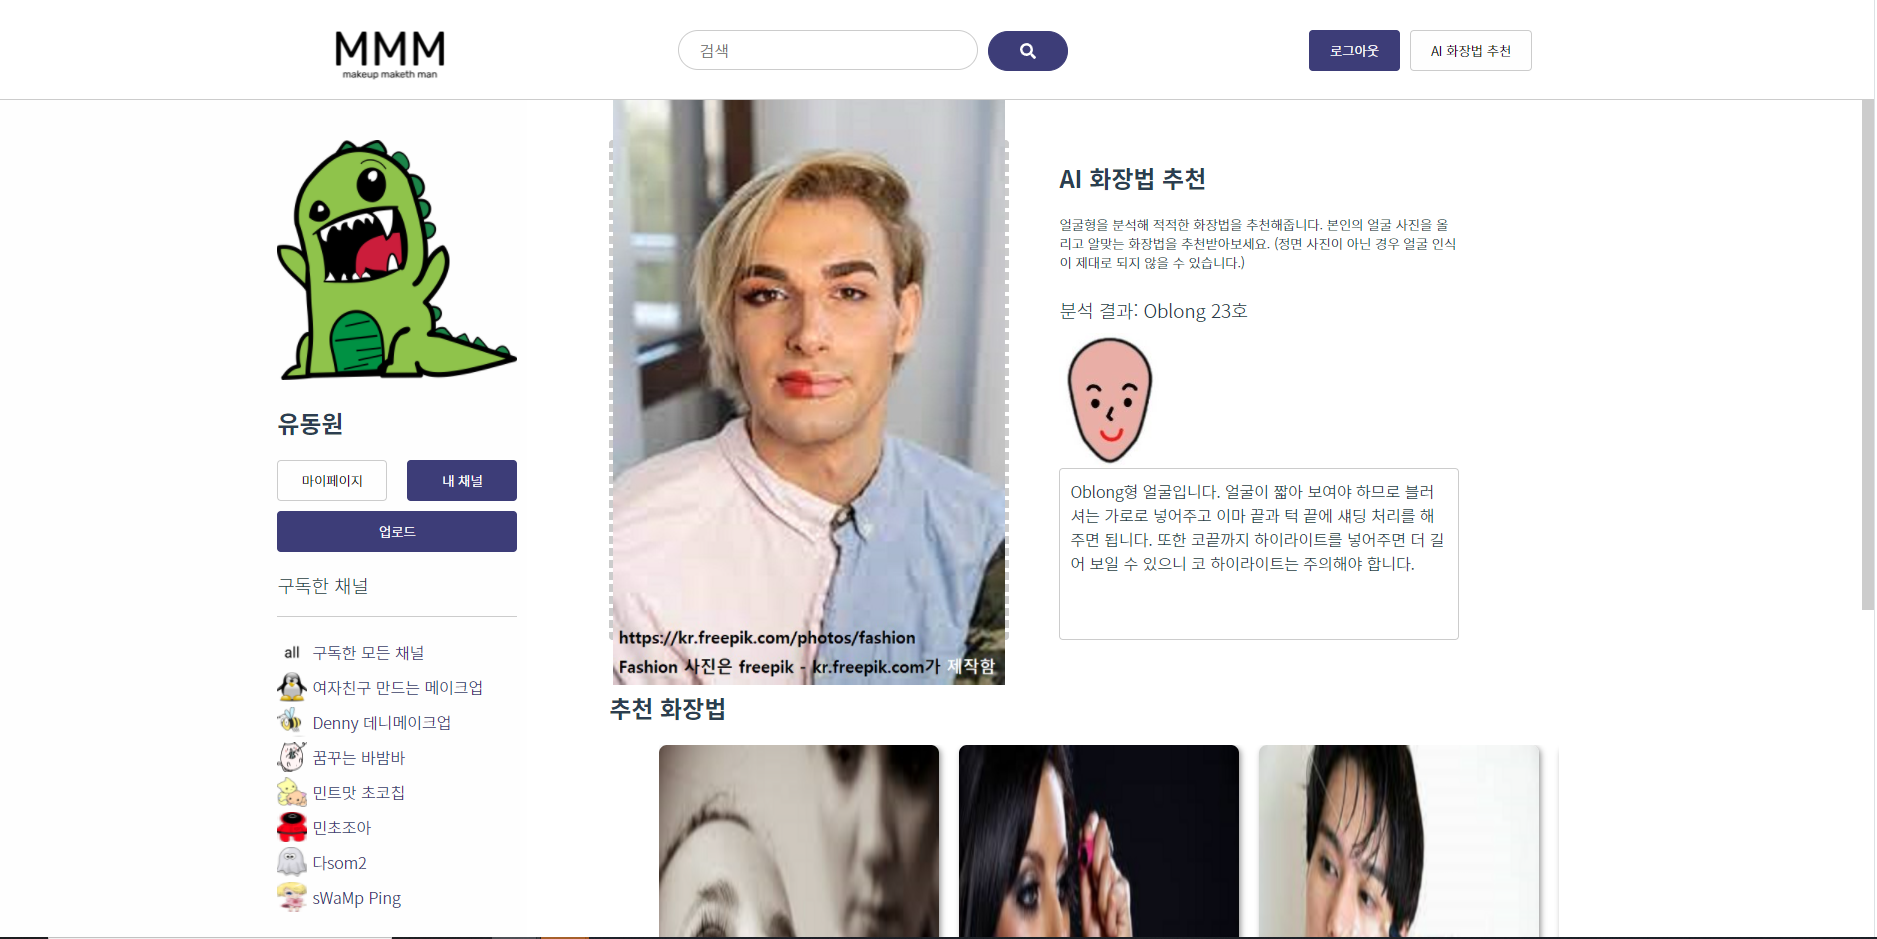 MMM
makeup maketh man
검색
로그아웃
AI 화장법 추천
유동원
마이페이지
내 채널
업로드
구독한 채널
all 구독한 모든 채널
여자친구 만드는 메이크업
Denny 데니메이크업
꿈꾸는 바밤바
민트맛 초코칩
민초조아
다som2
sWaMp Ping
https://kr.freepik.com/photos/fashion
Fashion 사진은 freepik - kr.freepik.com가 제작함
AI 화장법 추천
얼굴형을 분석해 적적한 화장법을 추천해줍니다. 본인의 얼굴 사진을 올
리고 알맞는 화장법을 추천받아보세요. (정면 사진이 아닌 경우 얼굴 인식
이 제대로 되지 않을 수 있습니다.)
분석 결과: Oblong 23호
Oblong형 얼굴입니다. 얼굴이 짧아 보여야 하므로 블러
셔는 가로로 넣어주고 이마 끝과 턱 끝에 섀딩 처리를 해
주면 됩니다. 또한 코끝까지 하이라이트를 넣어주면 더 길
어 보일 수 있으니 코 하이라이트는 주의해야 합니다.
추천 화장법